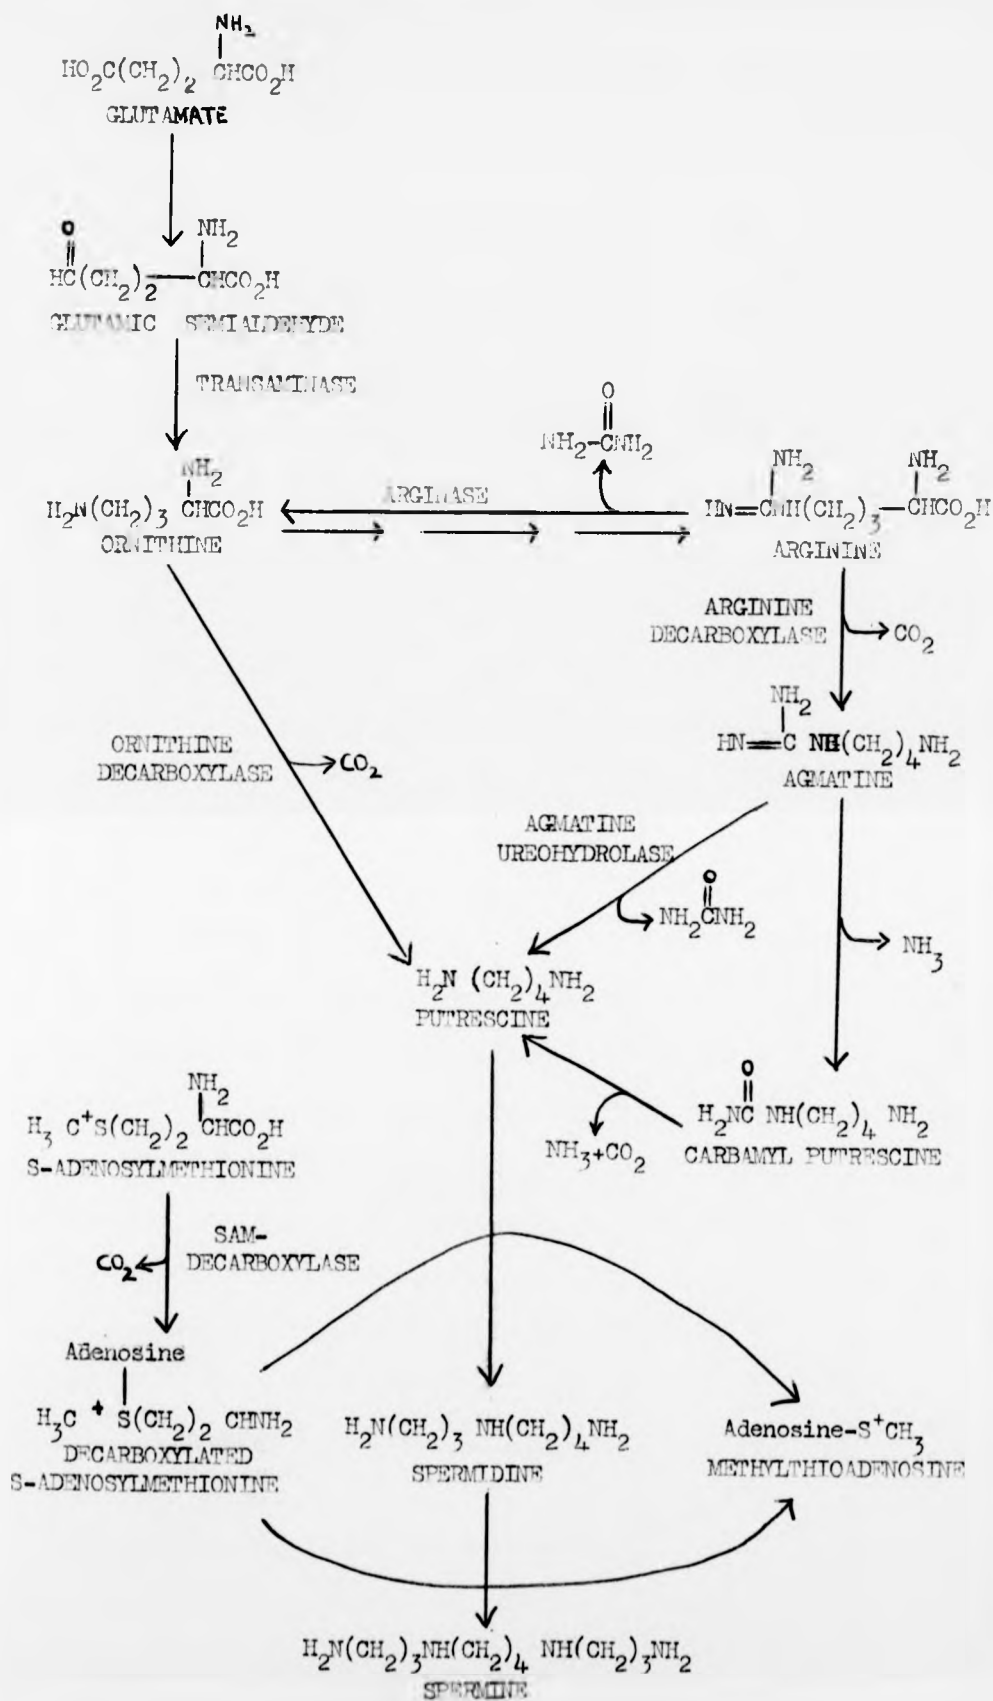 NH2
HO2C(CH2)2 CHCO2H
GLUTAMATE
O
NH2
HC(CH2)2—CHCO2H
GLUTAMIC SEMIALDEHYDE
TRANSAMINASE
NH2
H2N(CH2)3 CHCO2H
ORNITHINE
ARGINASE
O
NH2-CNH2
NH2 NH2
HN=CNH(CH2)3—CHCO2H
ARGININE
ARGININE
DECARBOXYLASE
CO2
NH2
HN=C NH(CH2)4NH2
AGMATINE
ORNITHINE
DECARBOXYLASE
CO2
AGMATINE
UREOHYDROLASE
O
NH2CNH2
NH3
H2N (CH2)4NH2
PUTRESCINE
O
H2NC NH(CH2)4 NH2
CARBAMYL PUTRESCINE
NH3+CO2
NH2
H3 C+S(CH2)2 CHCO2H
S-ADENOSYLMETHIONINE
SAM-
DECARBOXYLASE
CO2
Adenosine
H3C + S(CH2)2 CHNH2
DECARBOXYLATED
S-ADENOSYLMETHIONINE
H2N(CH2)3 NH(CH2)4NH2
SPERMIDINE
Adenosine-S+CH3
METHYLTHIOADENOSINE
H2N(CH2)3NH(CH2)4 NH(CH2)3NH2
SPERMINE